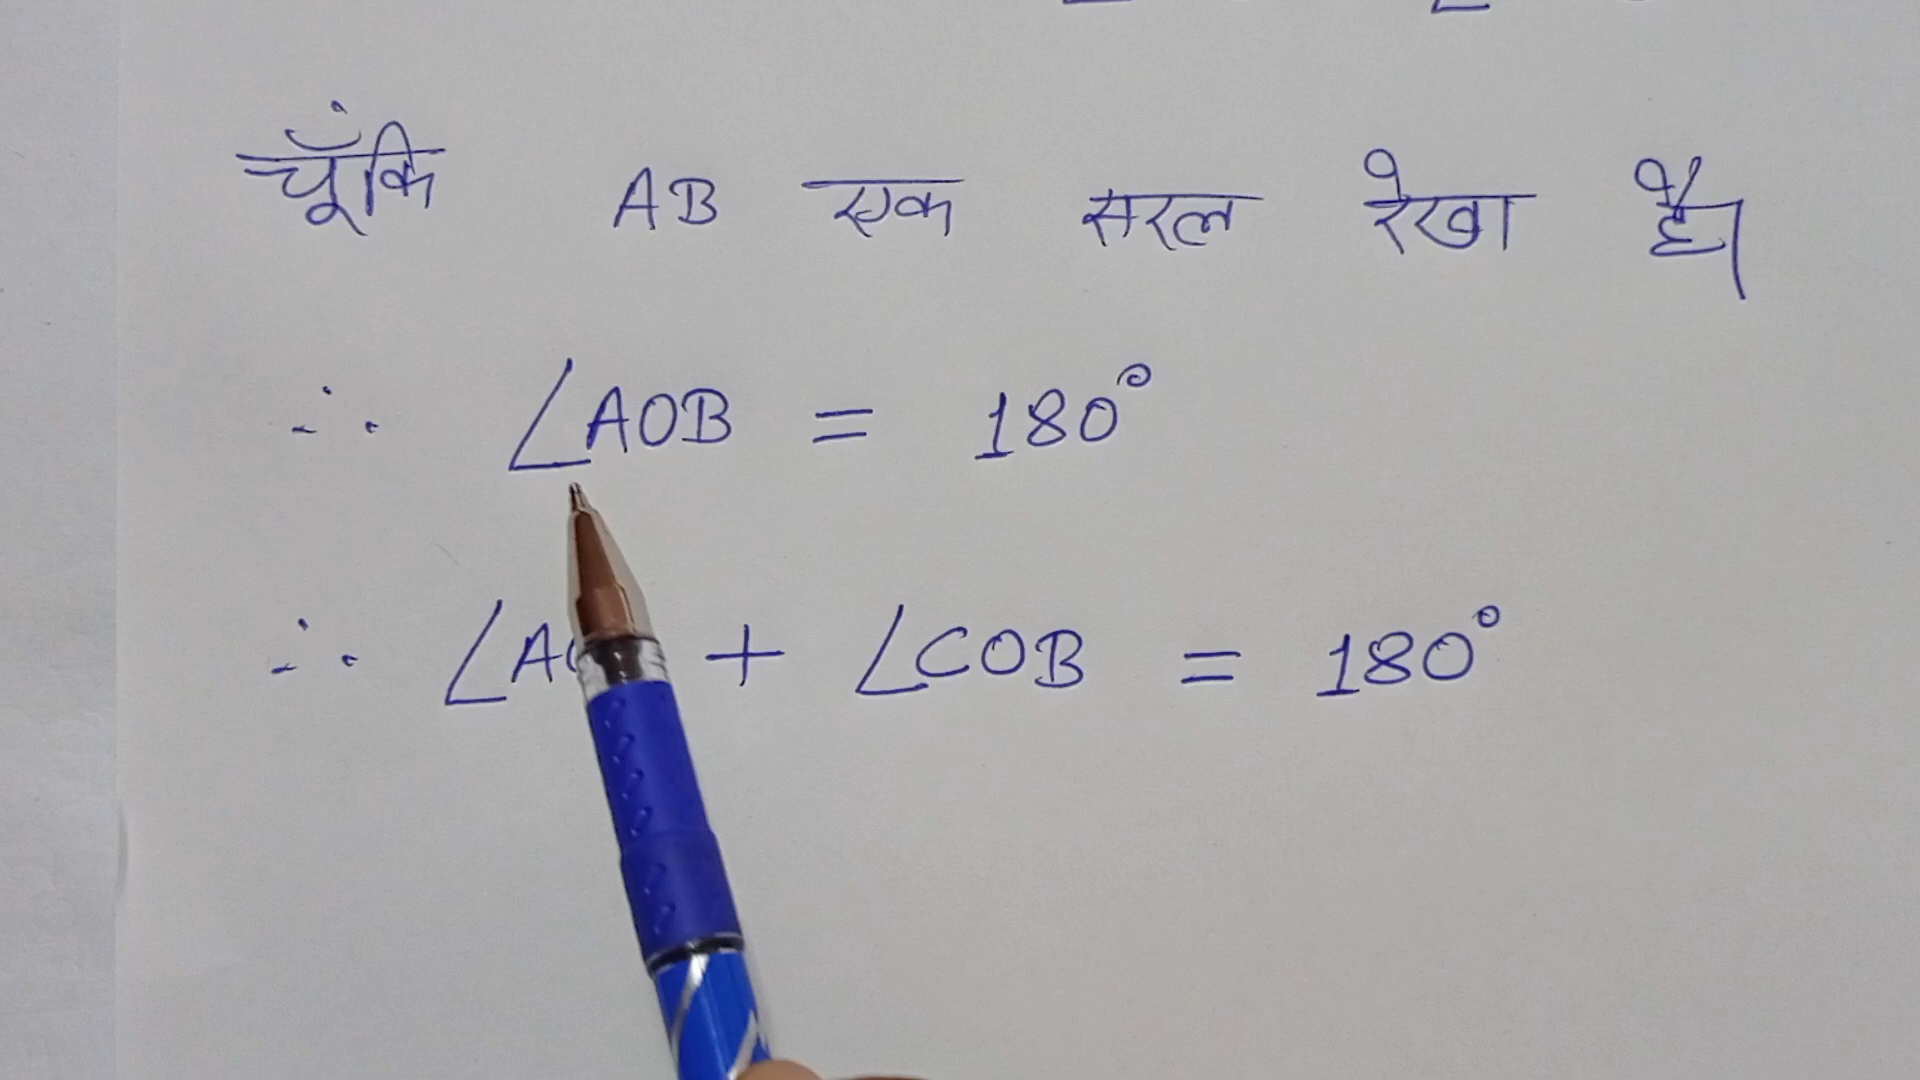 चूँकि AB एक सरल रेखा है।
∴ ∠AOB = 180°
∴ ∠A + ∠COB = 180°